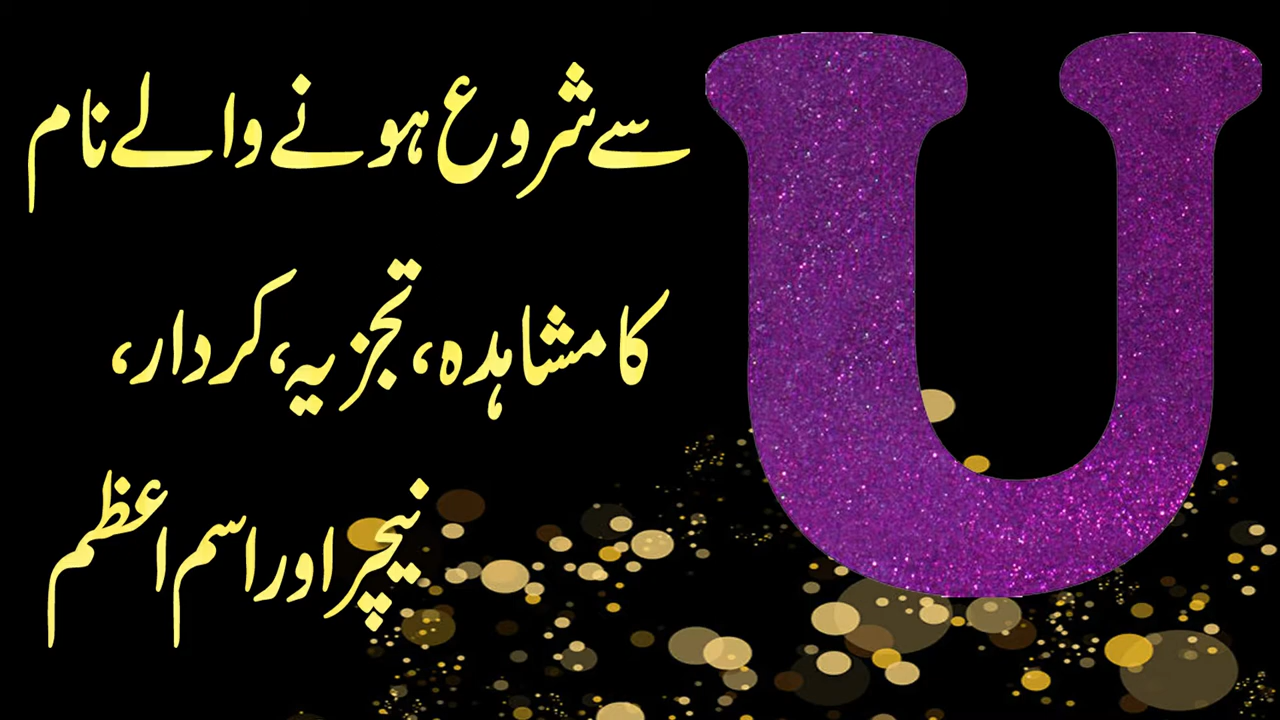 U سے شروع ہونے والے نام
کا مشاہدہ، تجزیہ، کردار،
نیچر اور اسم اعظم